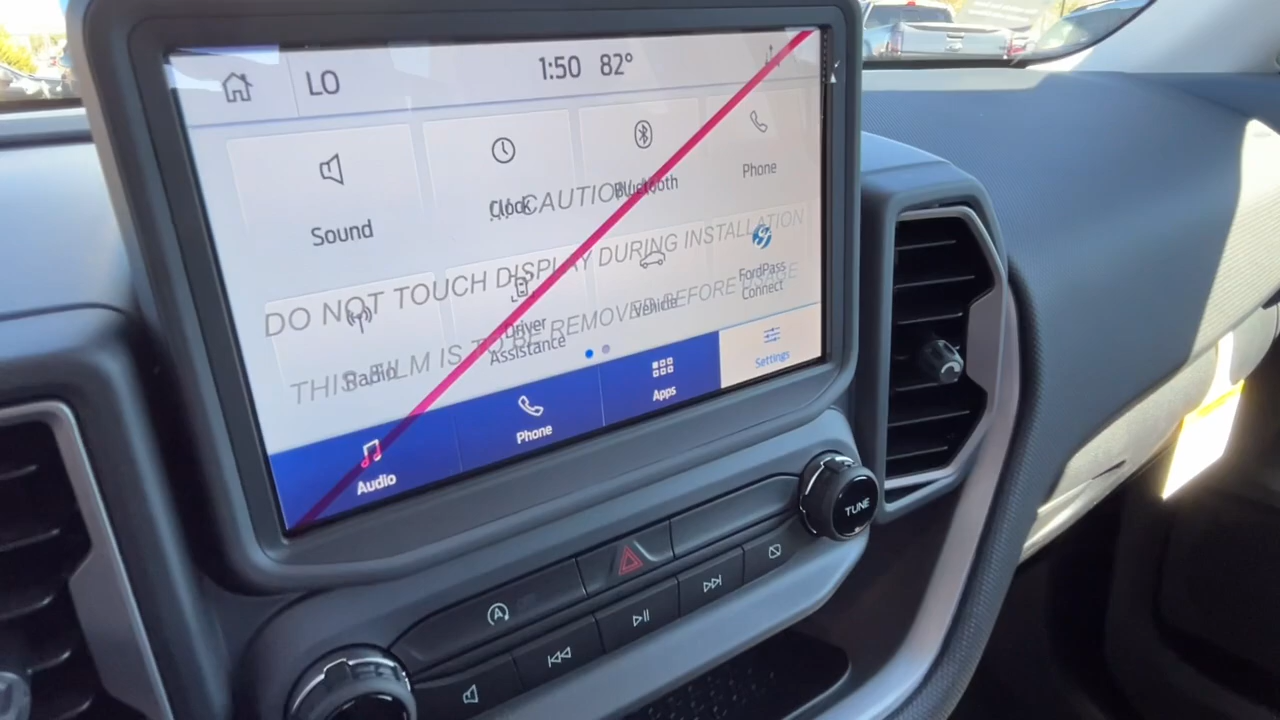 LO 1:50 82°
Sound
Clock
Bluetooth
Phone
!!! CAUTION
DO NOT TOUCH DISPLAY DURING INSTALLATION
THIS FILM IS TO BE REMOVED BEFORE USAGE
Radio
Driver
Assistance
Vehicle
FordPass
Connect
Audio
Phone
Apps
Settings
A
TUNE